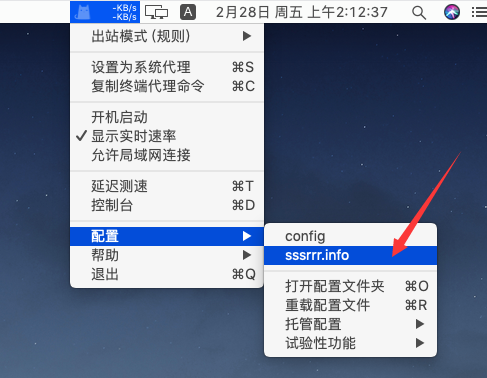 -KB/s
-KB/s
A
2月28日 周五 上午2:12:37
出站模式 (规则)
设置为系统代理 ⌘S
复制终端代理命令 ⌘C
开机启动
显示实时速率
允许局域网连接
延迟测速 ⌘T
控制台 ⌘D
配置
帮助
退出 ⌘Q
config
sssrrr.info
打开配置文件夹 ⌘O
重载配置文件 ⌘R
托管配置
试验性功能